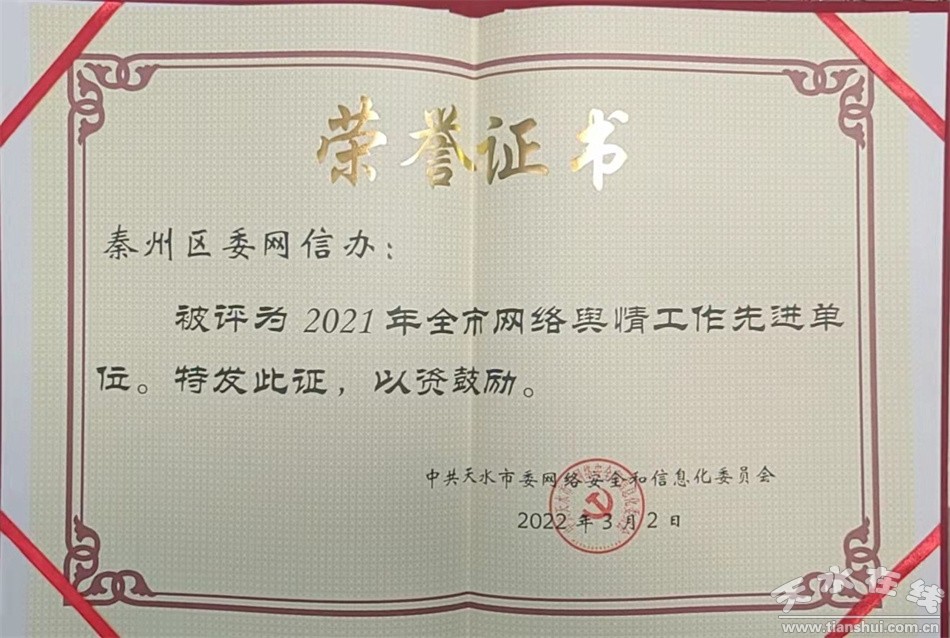 荣誉证书
秦州区委网信办：
被评为2021年全市网络舆情工作先进单
位。特发此证，以资鼓励。
中共天水市委网络安全和信息化委员会
2022年3月2日
天水在线
www.tianshui.com.cn